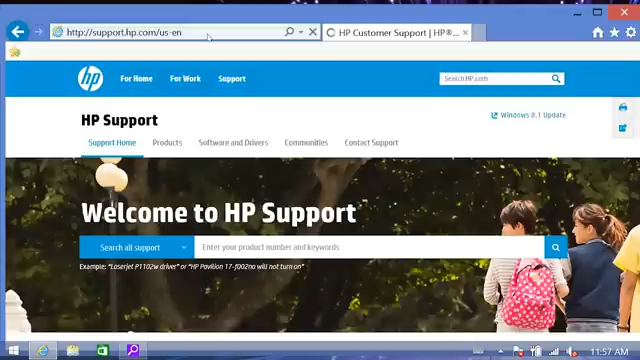 http://support.hp.com/us-en
HP Customer Support | HP®...
hp
For Home
For Work
Support
Search HP.com
HP Support
Windows 8.1 Update
Support Home
Products
Software and Drivers
Communities
Contact Support
Welcome to HP Support
Search all support
Enter your product number and keywords
Example: "LaserJet P1102w driver" or "HP Pavilion 17-f002na will not turn on"
11:57 AM